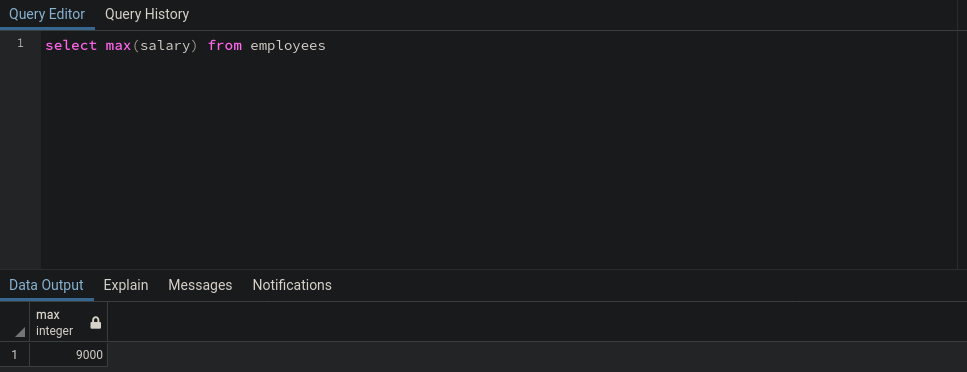 Query Editor Query History
1 select max(salary) from employees
Data Output Explain Messages Notifications
max
integer
1 9000